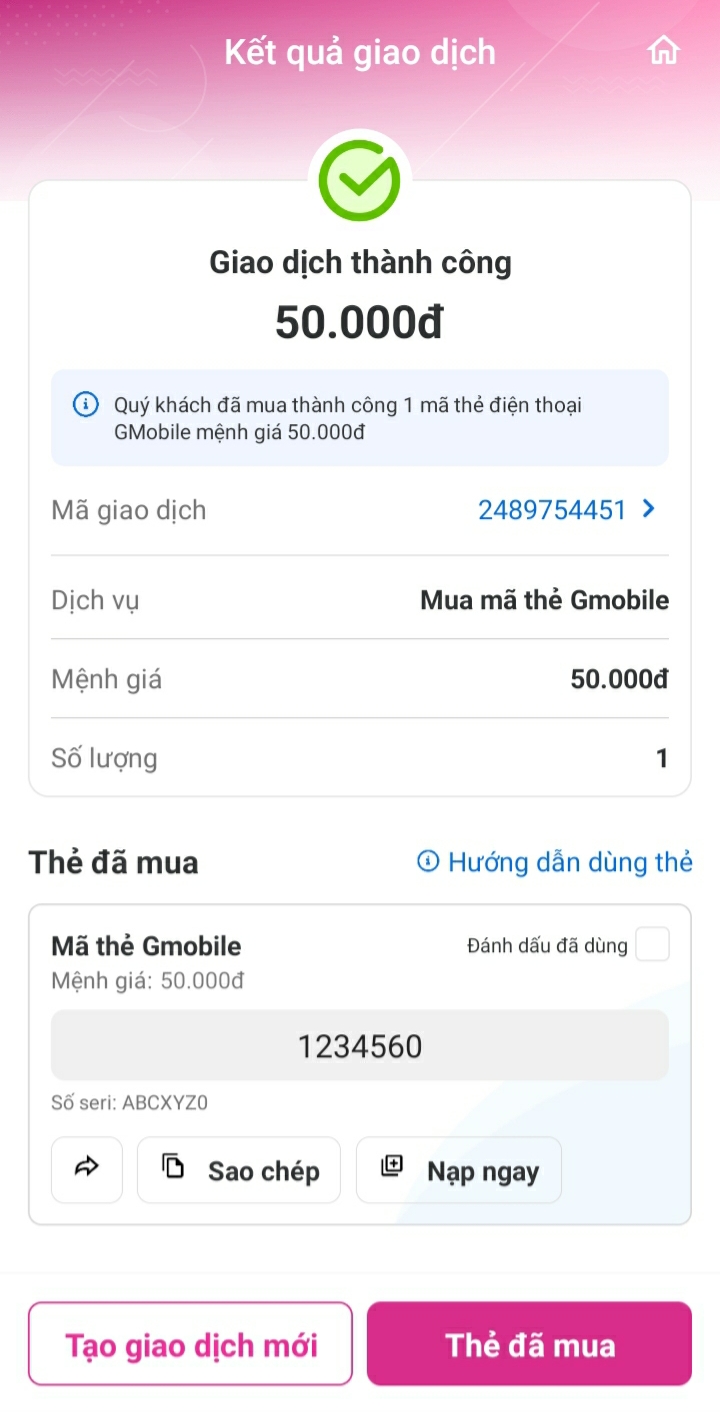 Kết quả giao dịch
Giao dịch thành công
50.000đ
Quý khách đã mua thành công 1 mã thẻ điện thoại
GMobile mệnh giá 50.000đ
Mã giao dịch 2489754451
Dịch vụ Mua mã thẻ Gmobile
Mệnh giá 50.000đ
Số lượng 1
Thẻ đã mua Hướng dẫn dùng thẻ
Mã thẻ Gmobile Đánh dấu đã dùng
Mệnh giá: 50.000đ
1234560
Số seri: ABCXYZ0
Sao chép Nạp ngay
Tạo giao dịch mới Thẻ đã mua